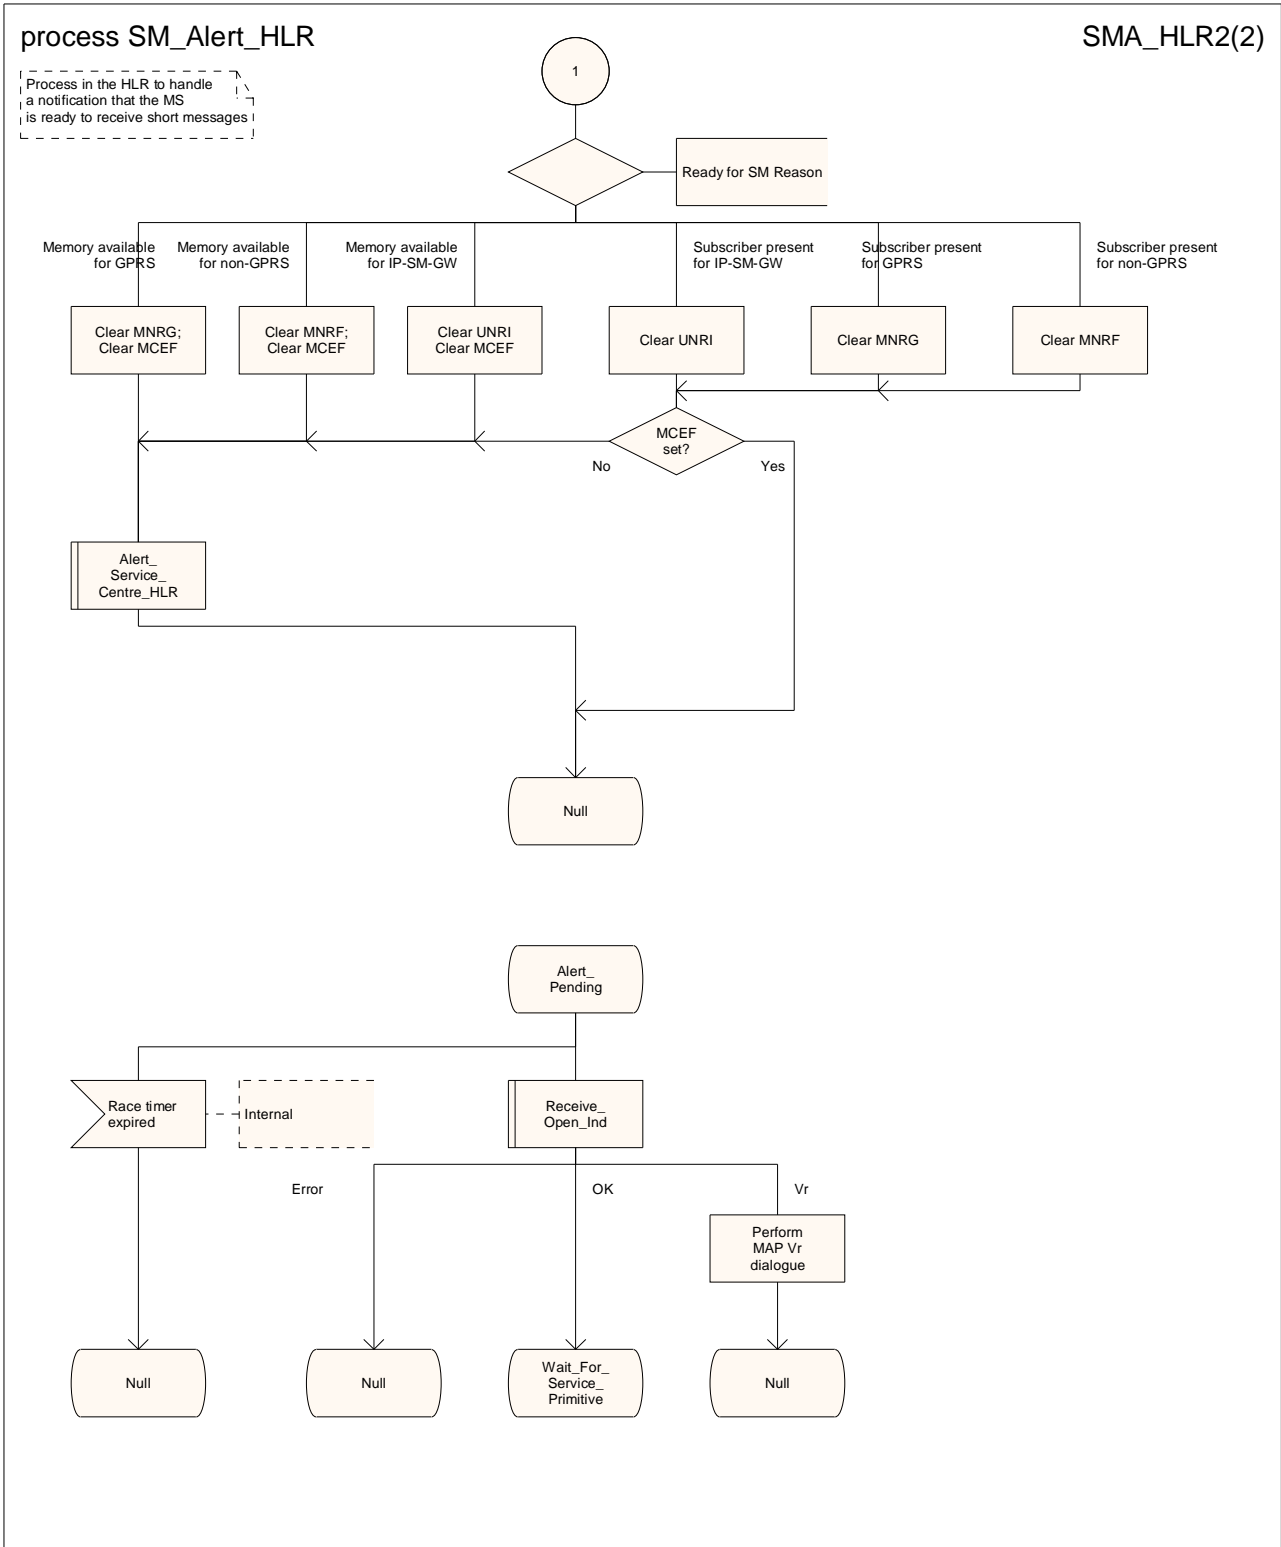 process SM_Alert_HLR
SMA_HLR2(2)
Process in the HLR to handle
a notification that the MS
is ready to receive short messages
1
Ready for SM Reason
Memory available
for GPRS
Memory available
for non-GPRS
Memory available
for IP-SM-GW
Subscriber present
for IP-SM-GW
Subscriber present
for GPRS
Subscriber present
for non-GPRS
Clear MNRG;
Clear MCEF
Clear MNRF;
Clear MCEF
Clear UNRI
Clear MCEF
Clear UNRI
Clear MNRG
Clear MNRF
MCEF
set?
No
Yes
Alert_
Service_
Centre_HLR
Null
Alert_
Pending
Race timer
expired
Internal
Receive_
Open_Ind
Error
OK
Vr
Perform
MAP Vr
dialogue
Null
Null
Wait_For_
Service_
Primitive
Null